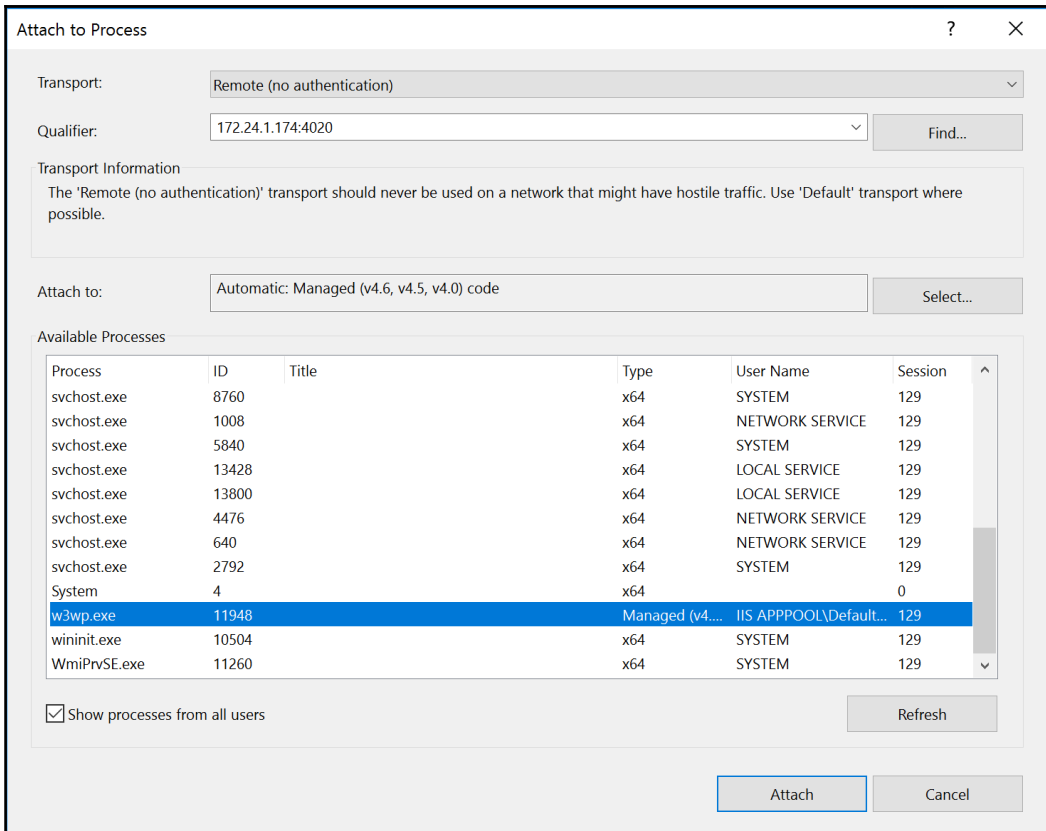 Attach to Process
?
Transport:
Remote (no authentication)
Qualifier:
172.24.1.174:4020
Find...
Transport Information
The 'Remote (no authentication)' transport should never be used on a network that might have hostile traffic. Use 'Default' transport where
possible.
Attach to:
Automatic: Managed (v4.6, v4.5, v4.0) code
Select...
Available Processes
Process ID Title Type User Name Session
svchost.exe 8760 x64 SYSTEM 129
svchost.exe 1008 x64 NETWORK SERVICE 129
svchost.exe 5840 x64 SYSTEM 129
svchost.exe 13428 x64 LOCAL SERVICE 129
svchost.exe 13800 x64 LOCAL SERVICE 129
svchost.exe 4476 x64 NETWORK SERVICE 129
svchost.exe 640 x64 NETWORK SERVICE 129
svchost.exe 2792 x64 SYSTEM 129
System 4 x64 0
w3wp.exe 11948 Managed (v4.... IIS APPPOOL\Default... 129
wininit.exe 10504 x64 SYSTEM 129
WmiPrvSE.exe 11260 x64 SYSTEM 129
Show processes from all users
Refresh
Attach
Cancel